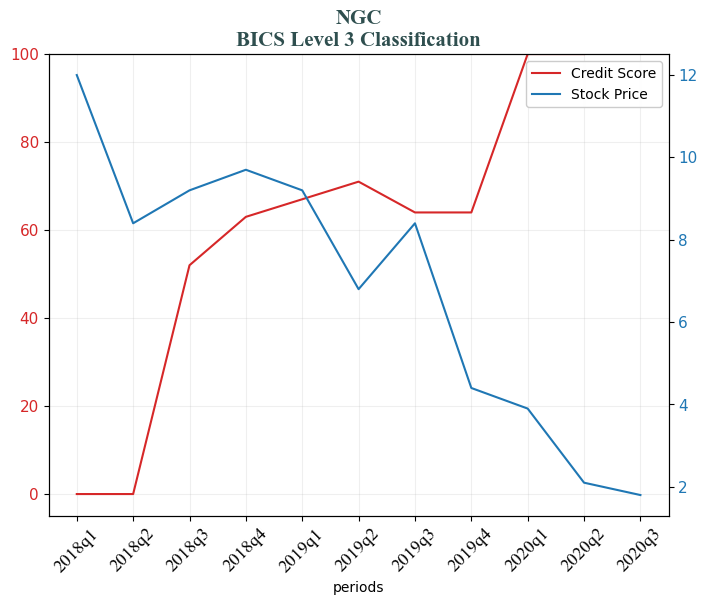 NGC
BICS Level 3 Classification
100
80
60
40
20
0
Credit Score
Stock Price
12
10
8
6
4
2
2018q1
2018q2
2018q3
2018q4
2019q1
2019q2
2019q3
2019q4
2020q1
2020q2
2020q3
periods